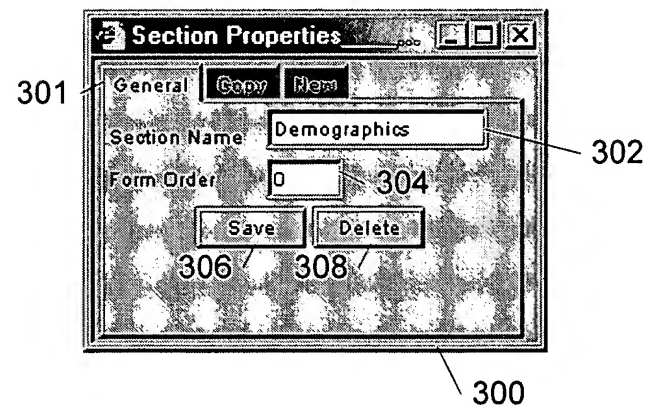 Section Properties
301
General Copy New
Section Name Demographics
302
Form Order 0 304
Save Delete
306 308
300